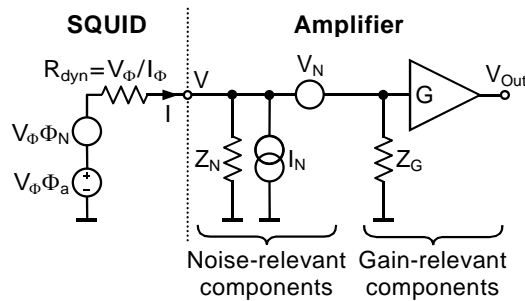 SQUID
Amplifier
R_dyn=V_Φ/I_Φ
V
I
V_N
G
V_Out
V_ΦΦ_N
V_ΦΦ_a
Z_N
I_N
Z_G
Noise-relevant
components
Gain-relevant
components